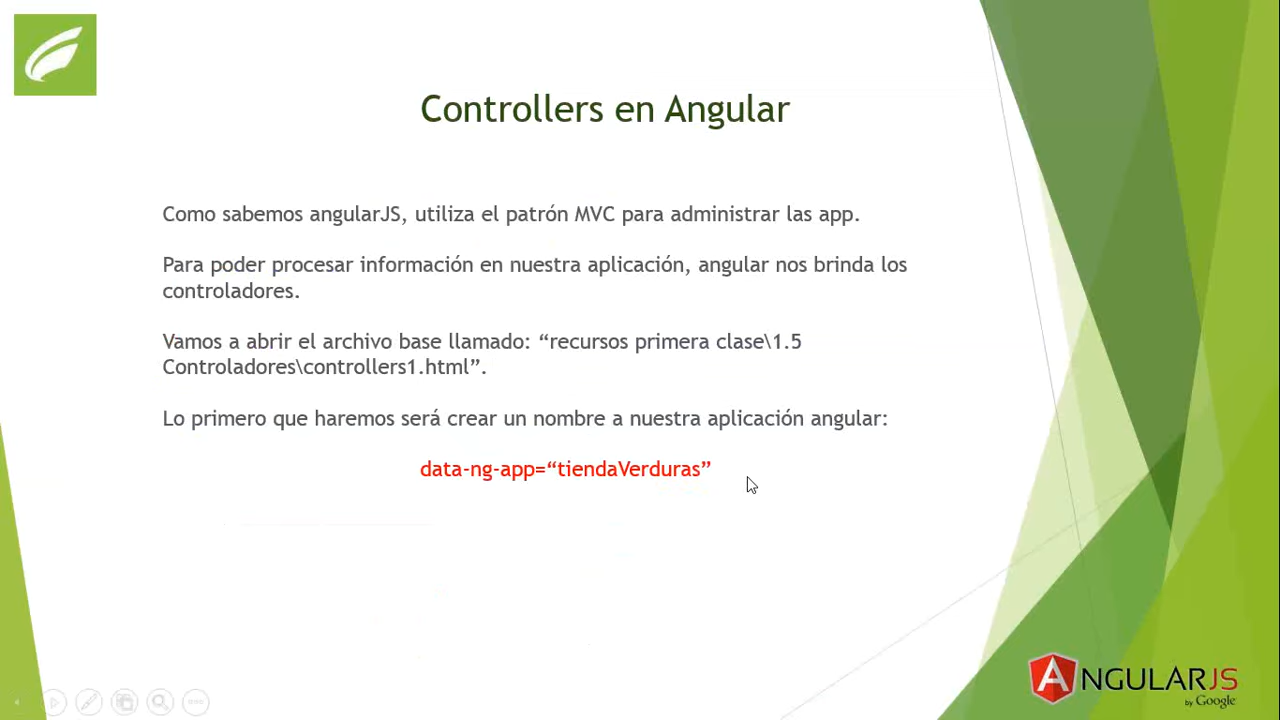 Controllers en Angular
Como sabemos angularJS, utiliza el patrón MVC para administrar las app.
Para poder procesar información en nuestra aplicación, angular nos brinda los
controladores.
Vamos a abrir el archivo base llamado: “recursos primera clase\1.5
Controladores\controllers1.html”.
Lo primero que haremos será crear un nombre a nuestra aplicación angular:
data-ng-app=“tiendaVerduras”
4
ANGULARJS
by Google